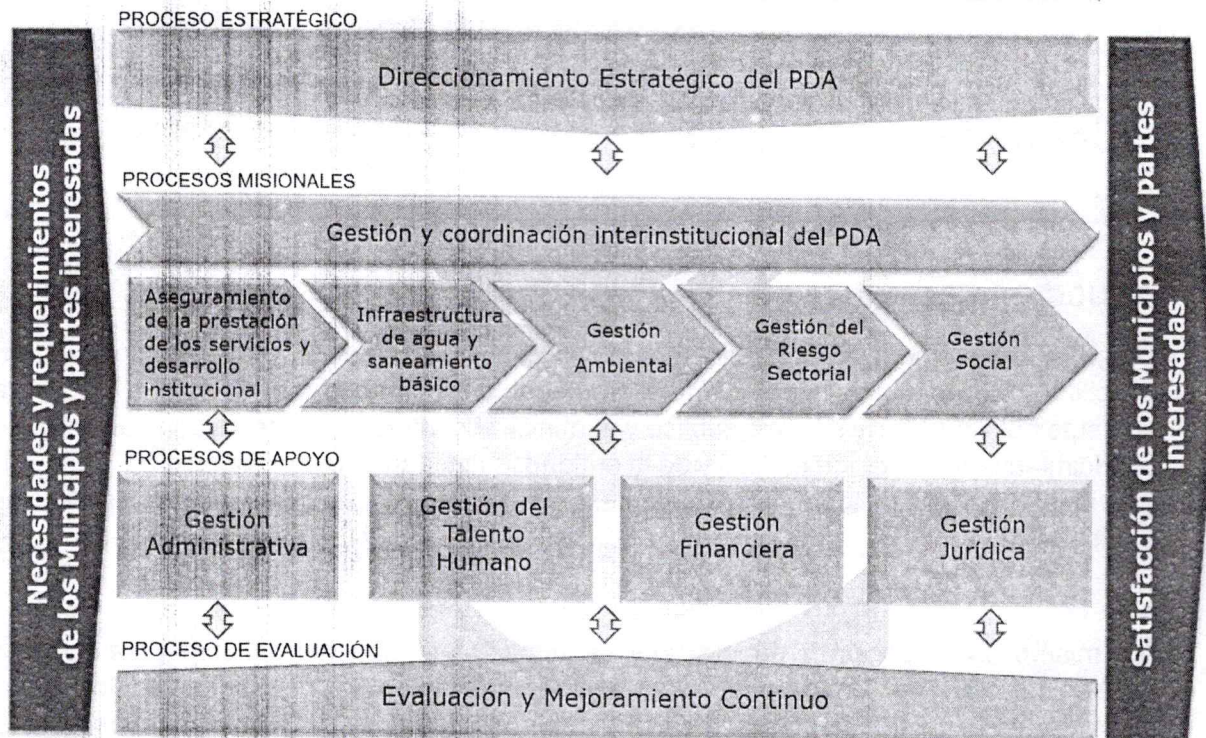 PROCESO ESTRATÉGICO
Direccionamiento Estratégico del PDA
Necesidades y requerimientos
de los Municipios y partes interesadas
PROCESOS MISIONALES
Gestión y coordinación interinstitucional del PDA
Aseguramiento
de la prestación
de los servicios y
desarrollo
institucional
Infraestructura
de agua y
saneamiento
básico
Gestión
Ambiental
Gestión del
Riesgo
Sectorial
Gestión
Social
PROCESOS DE APOYO
Gestión
Administrativa
Gestión del
Talento
Humano
Gestión
Financiera
Gestión
Jurídica
PROCESO DE EVALUACIÓN
Evaluación y Mejoramiento Continuo
Satisfacción de los Municipios y partes
interesadas